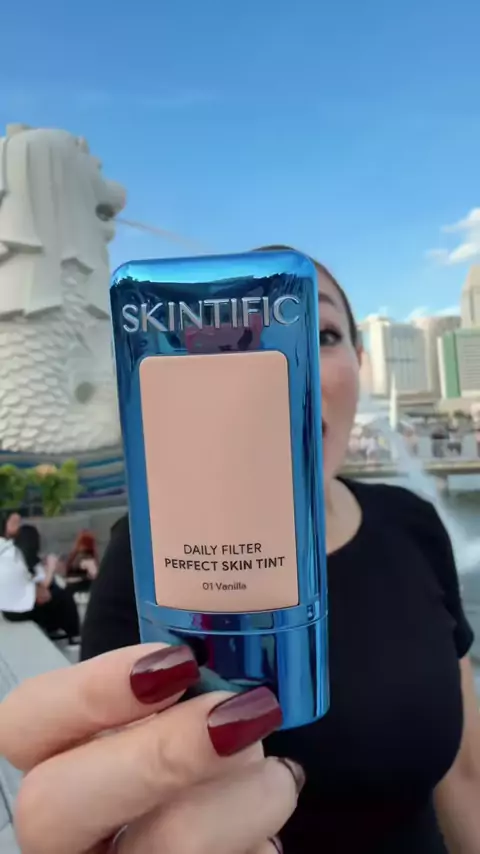 SKINTIFIC
DAILY FILTER
PERFECT SKIN TINT
01 Vanilla